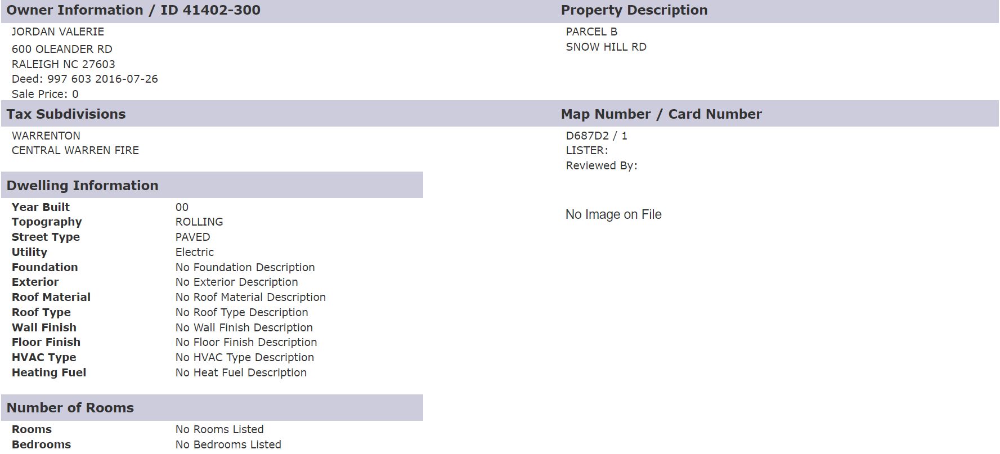 Owner Information / ID 41402-300
JORDAN VALERIE
600 OLEANDER RD
RALEIGH NC 27603
Deed: 997 603 2016-07-26
Sale Price: 0
Property Description
PARCEL B
SNOW HILL RD
Tax Subdivisions
WARRENTON
CENTRAL WARREN FIRE
Map Number / Card Number
D687D2 / 1
LISTER:
Reviewed By:
No Image on File
Dwelling Information
Year Built 00
Topography ROLLING
Street Type PAVED
Utility Electric
Foundation No Foundation Description
Exterior No Exterior Description
Roof Material No Roof Material Description
Roof Type No Roof Type Description
Wall Finish No Wall Finish Description
Floor Finish No Floor Finish Description
HVAC Type No HVAC Type Description
Heating Fuel No Heat Fuel Description
Number of Rooms
Rooms No Rooms Listed
Bedrooms No Bedrooms Listed